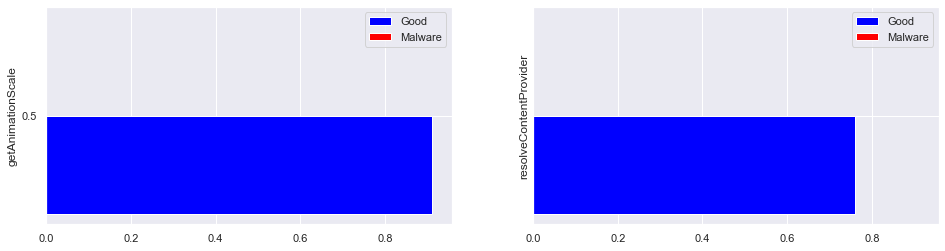 Good
Malware
getAnimationScale
0.5
0.0 0.2 0.4 0.6 0.8
Good
Malware
resolveContentProvider
0.0 0.2 0.4 0.6 0.8